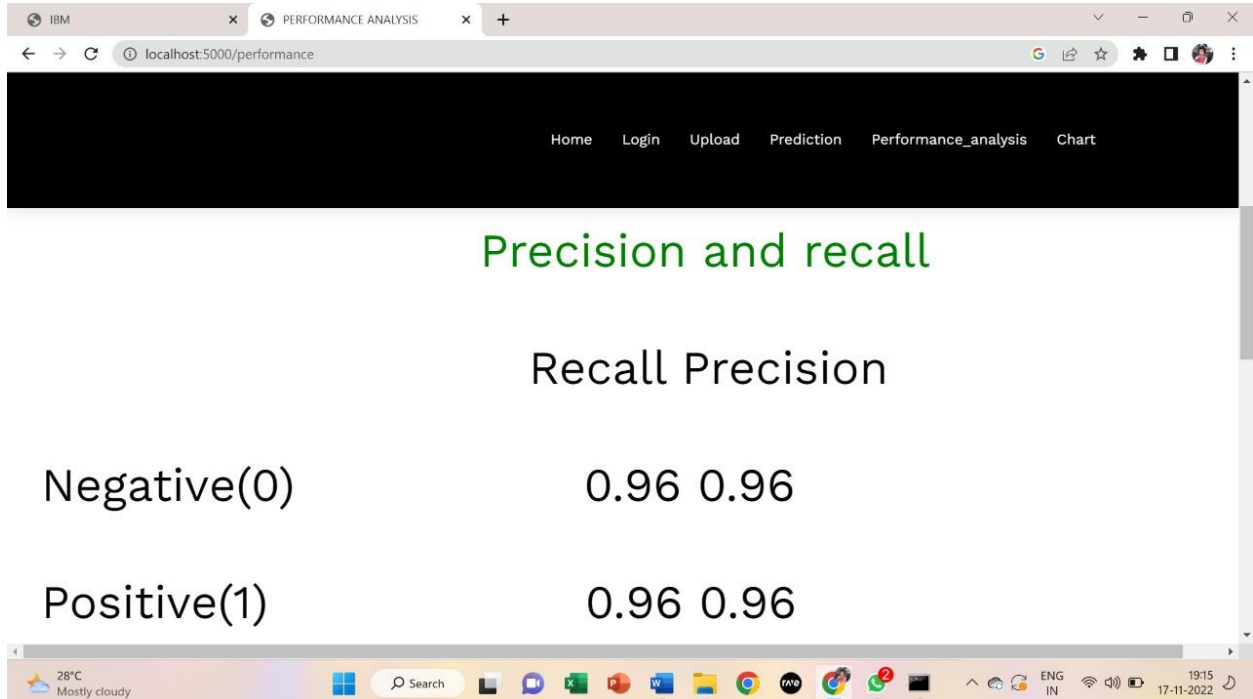 IBM
PERFORMANCE ANALYSIS
localhost:5000/performance
Home Login Upload Prediction Performance_analysis Chart
Precision and recall
Recall Precision
Negative(0) 0.96 0.96
Positive(1) 0.96 0.96
28°C
Mostly cloudy
Search
2
ENG
IN
19:15
17-11-2022